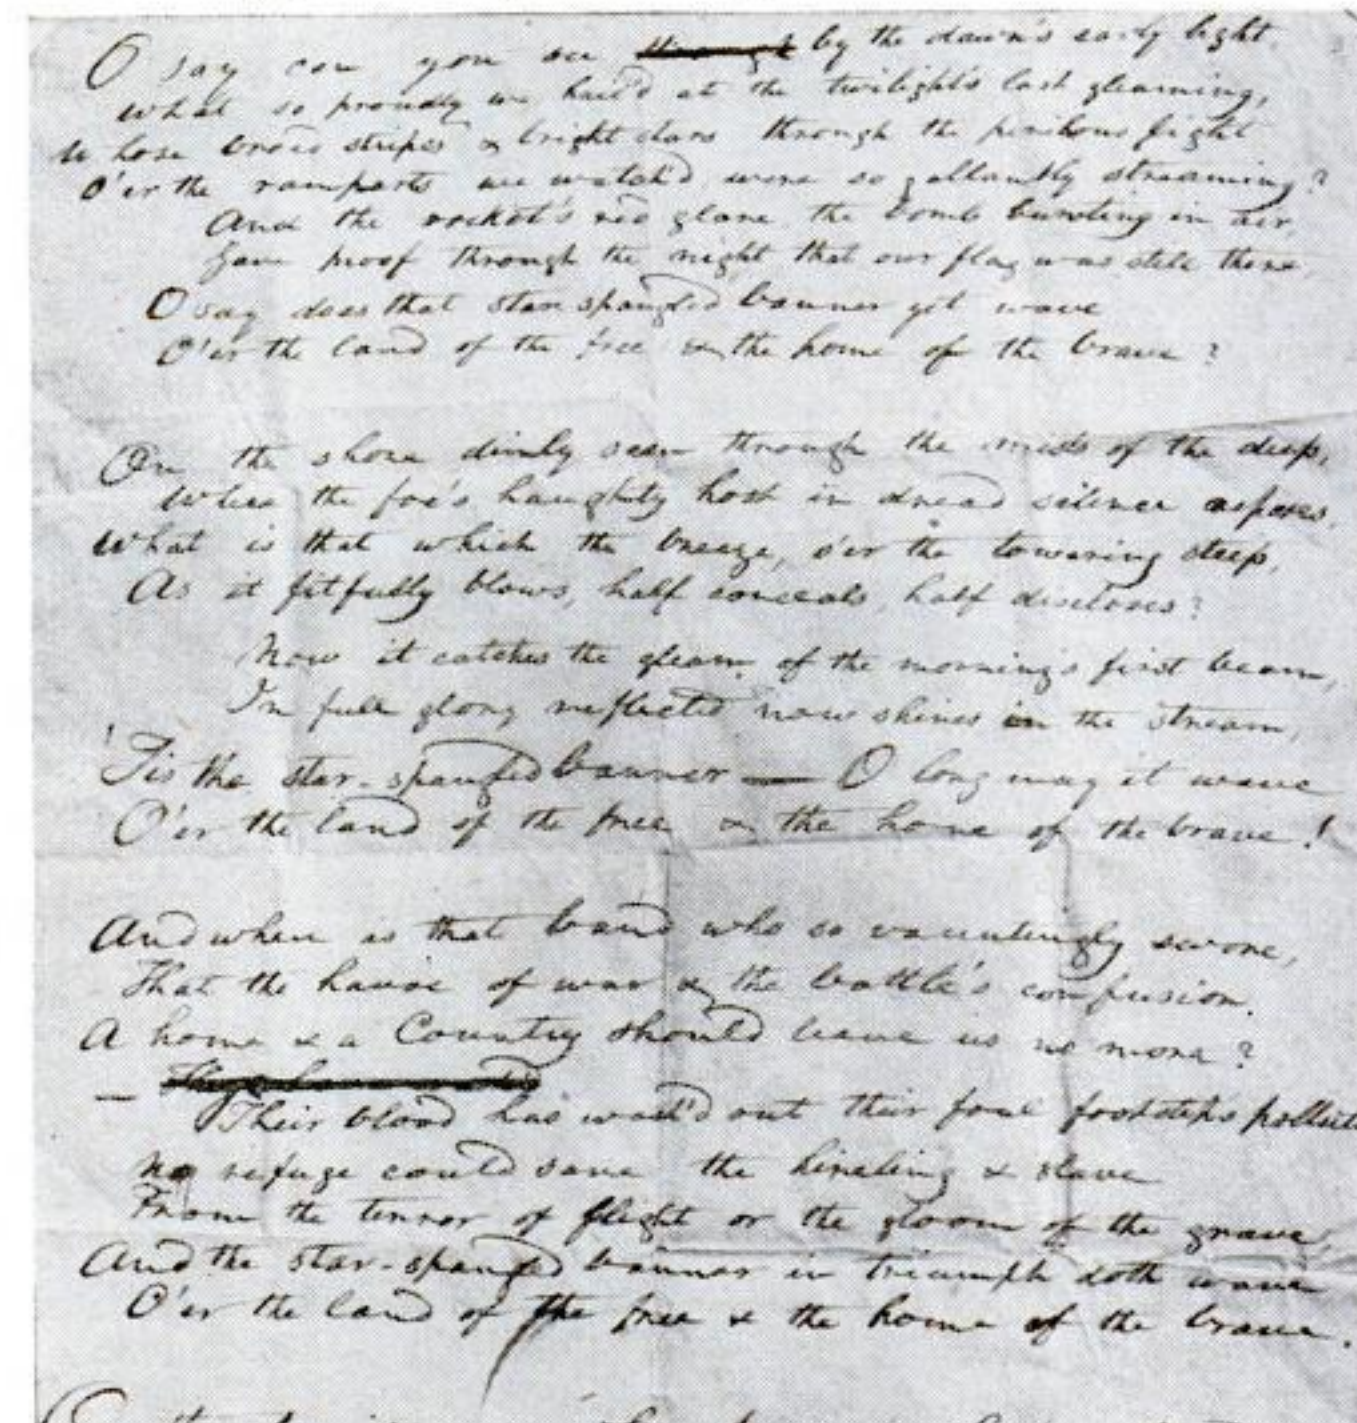 O say can you see ~~through~~ by the dawn's early light,
What so proudly we hail'd at the twilight's last gleaming,
Whose broad stripes & bright stars through the perilous fight
O'er the ramparts we watch'd, were so gallantly streaming?
And the rocket's red glare, the bomb bursting in air,
Gave proof through the night that our flag was still there,
O say does that star spangled banner yet wave
O'er the land of the free & the home of the brave?
On the shore dimly seen through the mists of the deep,
Where the foe's haughty host in dread silence reposes,
What is that which the breeze, o'er the towering steep,
As it fitfully blows, half conceals, half discloses?
Now it catches the gleam of the morning's first beam,
In full glory reflected now shines in the stream,
'Tis the star-spangled banner — O long may it wave
O'er the land of the free & the home of the brave!
And where is that band who so vauntingly swore,
That the havoc of war & the battle's confusion
A home & a Country should leave us no more?
—
Their blood has wash'd out their foul footsteps pollut
No refuge could save the hireling & slave
From the terror of flight or the gloom of the grave,
And the star-spangled banner in triumph doth wave
O'er the land of the free & the home of the brave.